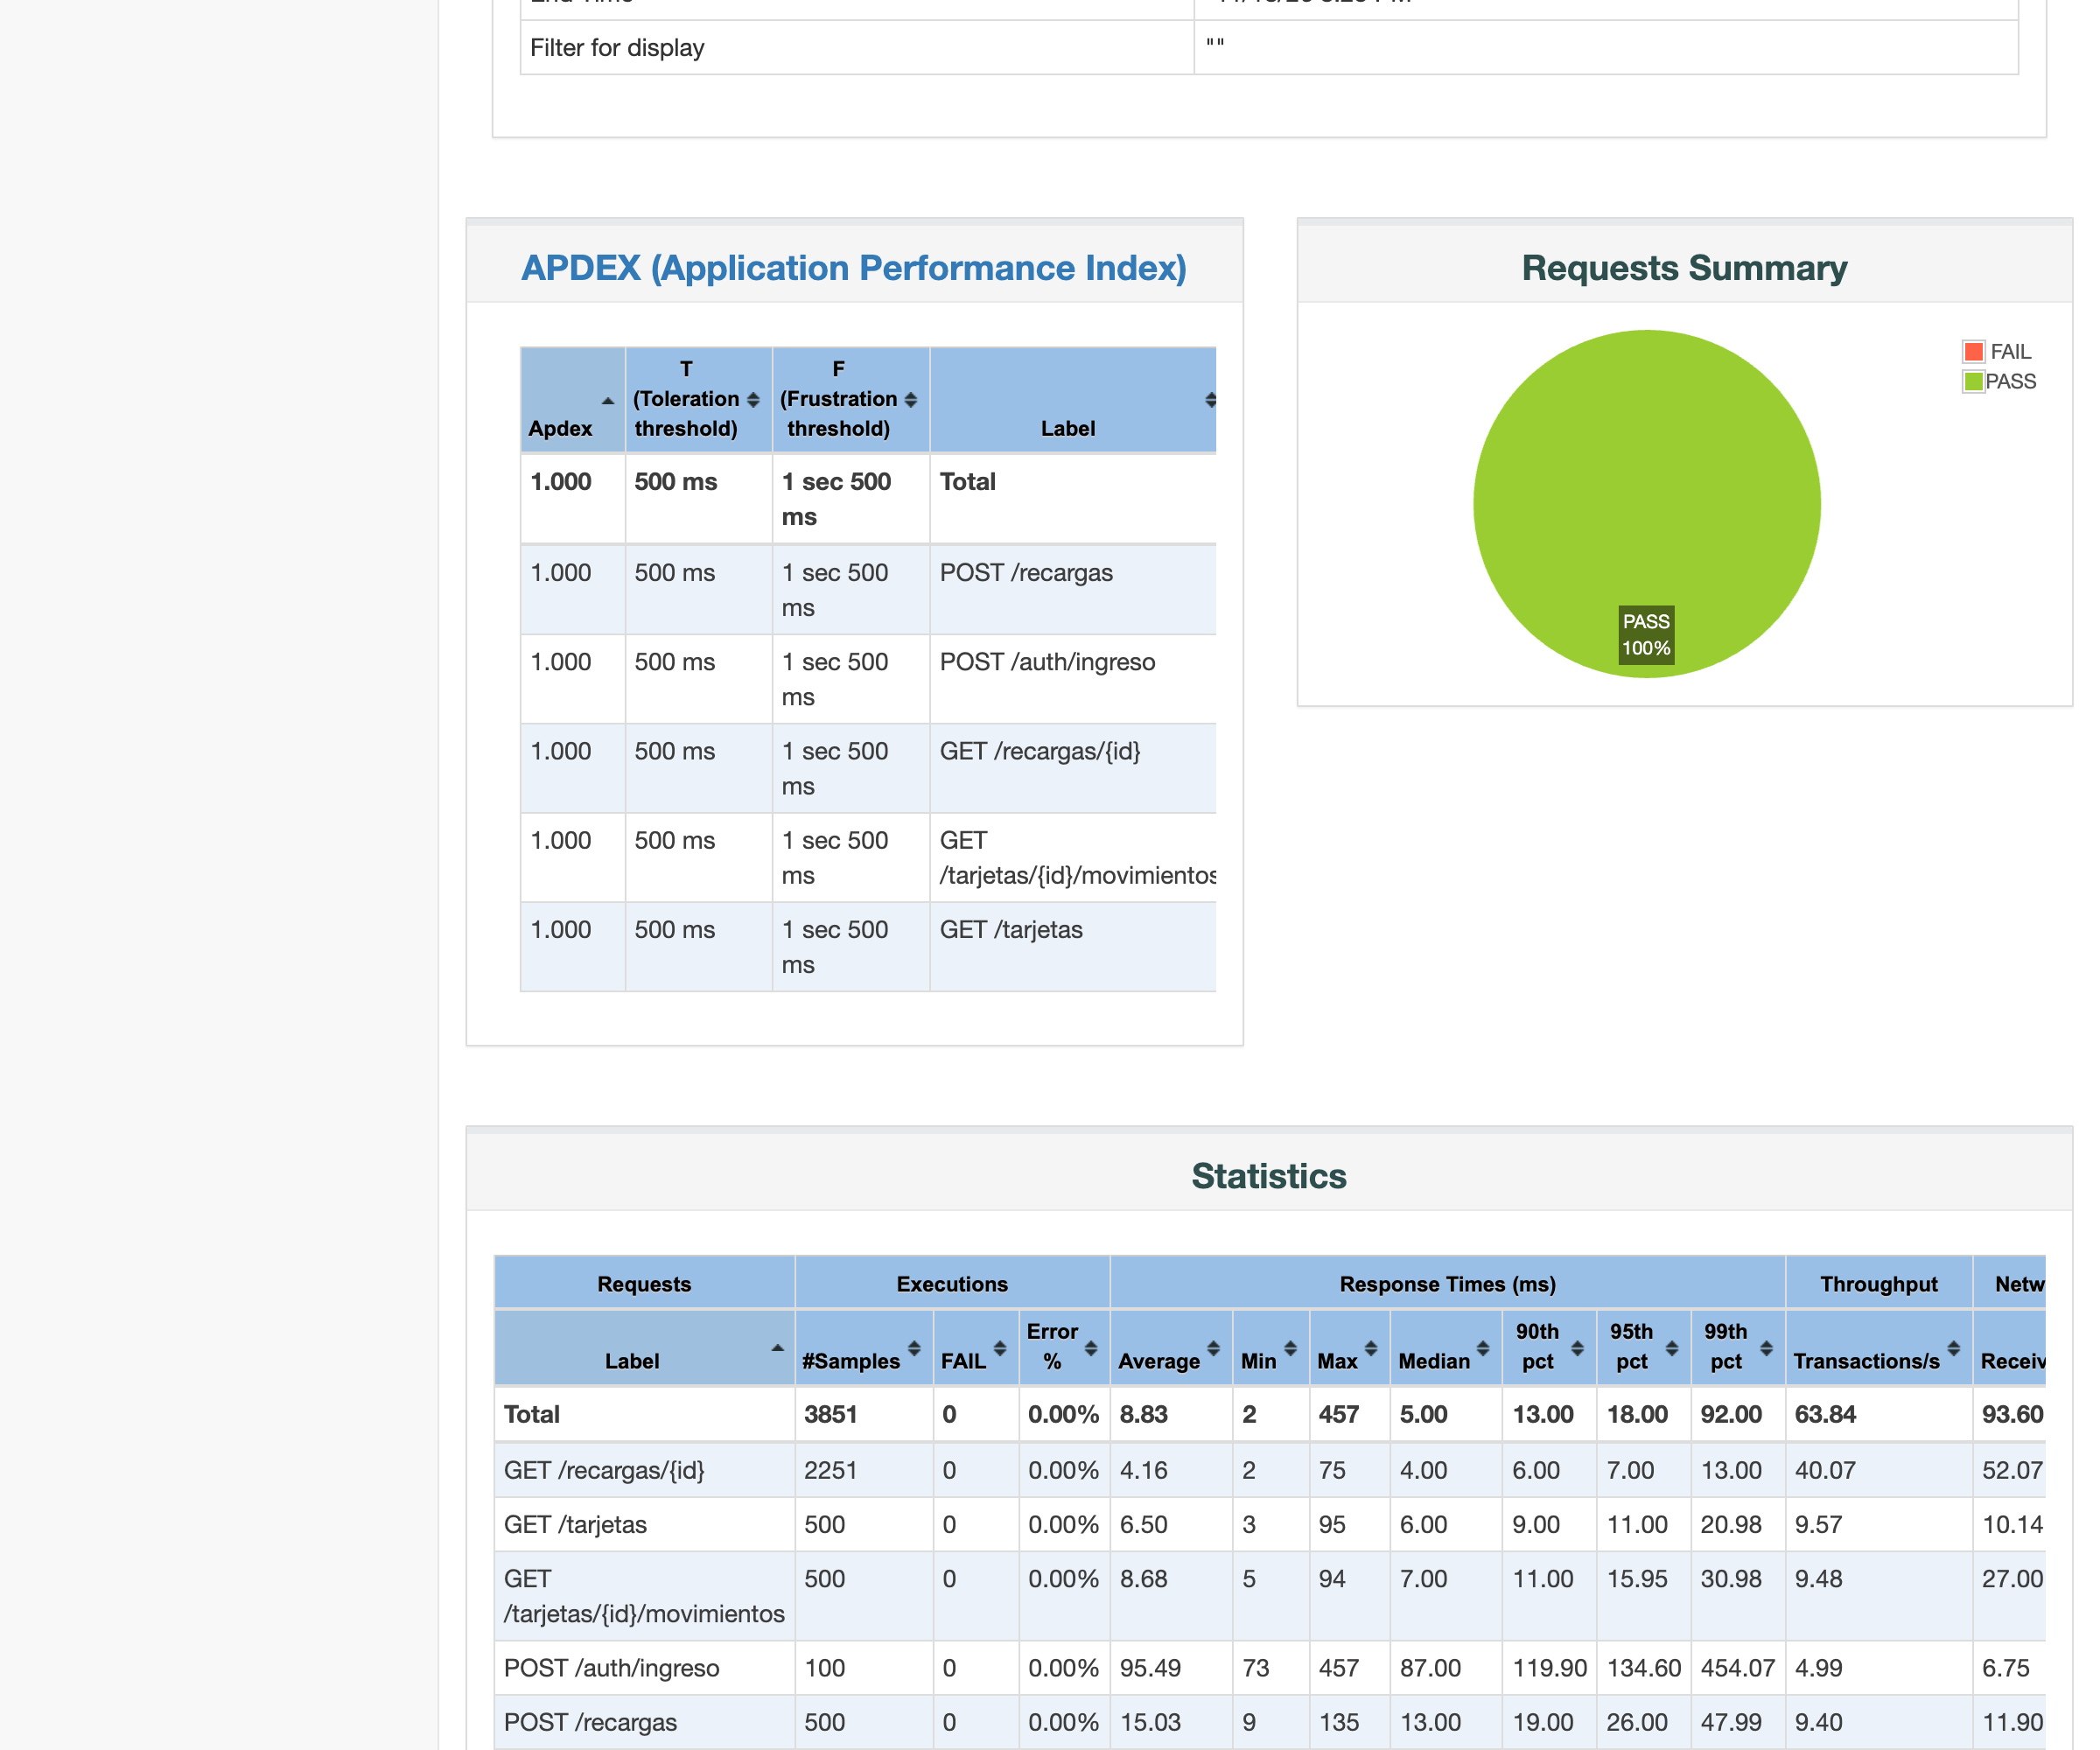 Filter for display ""
APDEX (Application Performance Index)
Apdex T (Toleration threshold) F (Frustration threshold) Label
1.000 500 ms 1 sec 500 ms Total
1.000 500 ms 1 sec 500 ms POST /recargas
1.000 500 ms 1 sec 500 ms POST /auth/ingreso
1.000 500 ms 1 sec 500 ms GET /recargas/{id}
1.000 500 ms 1 sec 500 ms GET /tarjetas/{id}/movimientos
1.000 500 ms 1 sec 500 ms GET /tarjetas
Requests Summary
FAIL
PASS
PASS
100%
Statistics
Requests Executions Response Times (ms) Throughput Netw
Label #Samples FAIL Error % Average Min Max Median 90th pct 95th pct 99th pct Transactions/s Receiv
Total 3851 0 0.00% 8.83 2 457 5.00 13.00 18.00 92.00 63.84 93.60
GET /recargas/{id} 2251 0 0.00% 4.16 2 75 4.00 6.00 7.00 13.00 40.07 52.07
GET /tarjetas 500 0 0.00% 6.50 3 95 6.00 9.00 11.00 20.98 9.57 10.14
GET /tarjetas/{id}/movimientos 500 0 0.00% 8.68 5 94 7.00 11.00 15.95 30.98 9.48 27.00
POST /auth/ingreso 100 0 0.00% 95.49 73 457 87.00 119.90 134.60 454.07 4.99 6.75
POST /recargas 500 0 0.00% 15.03 9 135 13.00 19.00 26.00 47.99 9.40 11.90